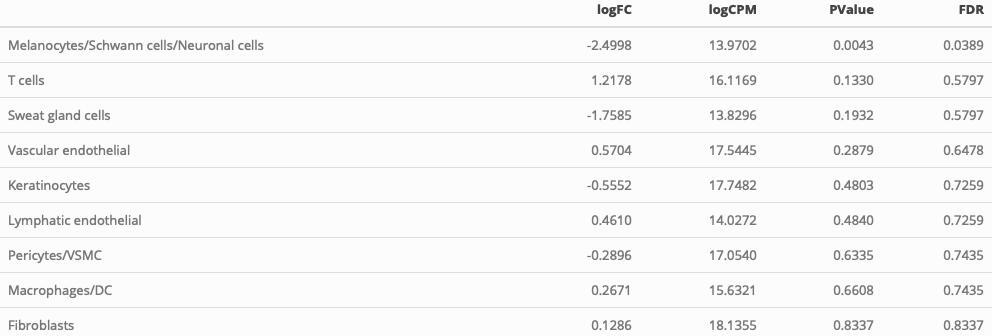 logFC logCPM PValue FDR
Melanocytes/Schwann cells/Neuronal cells -2.4998 13.9702 0.0043 0.0389
T cells 1.2178 16.1169 0.1330 0.5797
Sweat gland cells -1.7585 13.8296 0.1932 0.5797
Vascular endothelial 0.5704 17.5445 0.2879 0.6478
Keratinocytes -0.5552 17.7482 0.4803 0.7259
Lymphatic endothelial 0.4610 14.0272 0.4840 0.7259
Pericytes/VSMC -0.2896 17.0540 0.6335 0.7435
Macrophages/DC 0.2671 15.6321 0.6608 0.7435
Fibroblasts 0.1286 18.1355 0.8337 0.8337